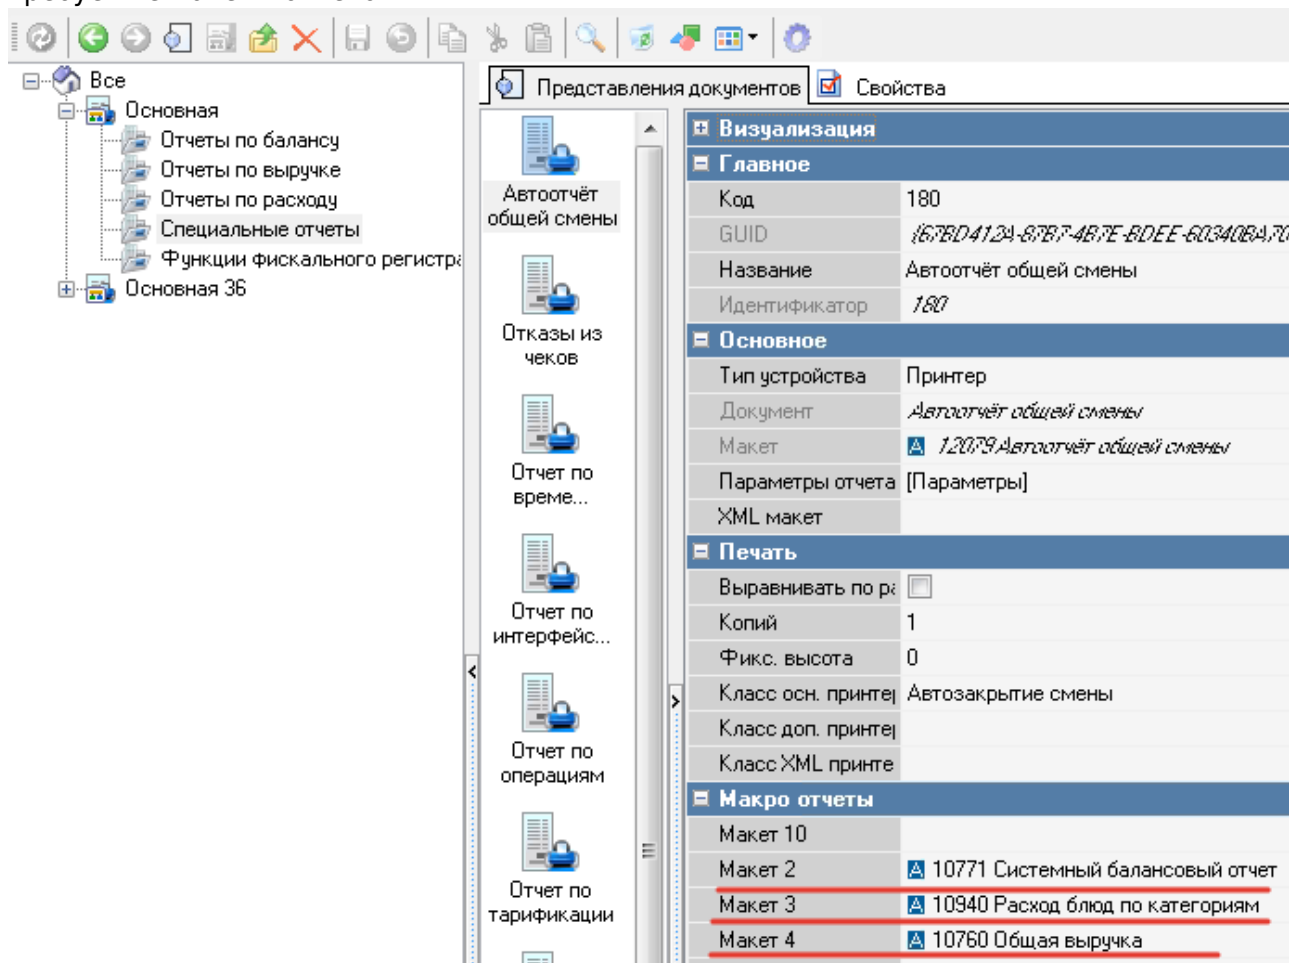 Все
Основная
Отчеты по балансу
Отчеты по выручке
Отчеты по расходу
Специальные отчеты
Функции фискального регистра
Основная 36
Представления документов
Свойства
Автоотчёт
общей смены
Отказы из
чеков
Отчет по
време...
Отчет по
интерфейс...
Отчет по
операциям
Отчет по
тарификации
Визуализация
Главное
Код 180
GUID
Название Автоотчёт общей смены
Идентификатор 180
Основное
Тип устройства Принтер
Документ Автоотчёт общей смены
Макет 12079 Автоотчёт общей смены
Параметры отчета [Параметры]
XML макет
Печать
Выравнивать по ра
Копий 1
Фикс. высота 0
Класс осн. принтер Автозакрытие смены
Класс доп. принтер
Класс XML принте
Макро отчеты
Макет 10
Макет 2 10771 Системный балансовый отчет
Макет 3 10940 Расход блюд по категориям
Макет 4 10760 Общая выручка